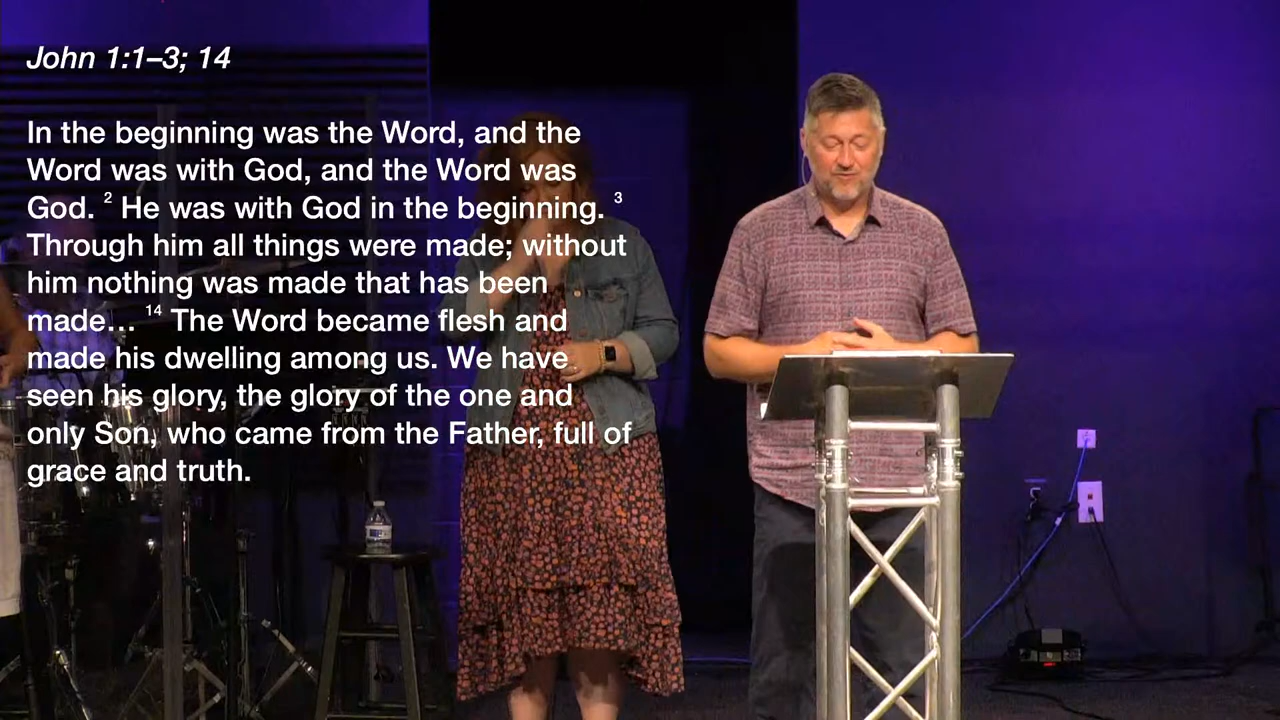 John 1:1–3; 14
In the beginning was the Word, and the
Word was with God, and the Word was
God. ² He was with God in the beginning. ³
Through him all things were made; without
him nothing was made that has been
made… ¹⁴ The Word became flesh and
made his dwelling among us. We have
seen his glory, the glory of the one and
only Son, who came from the Father, full of
grace and truth.